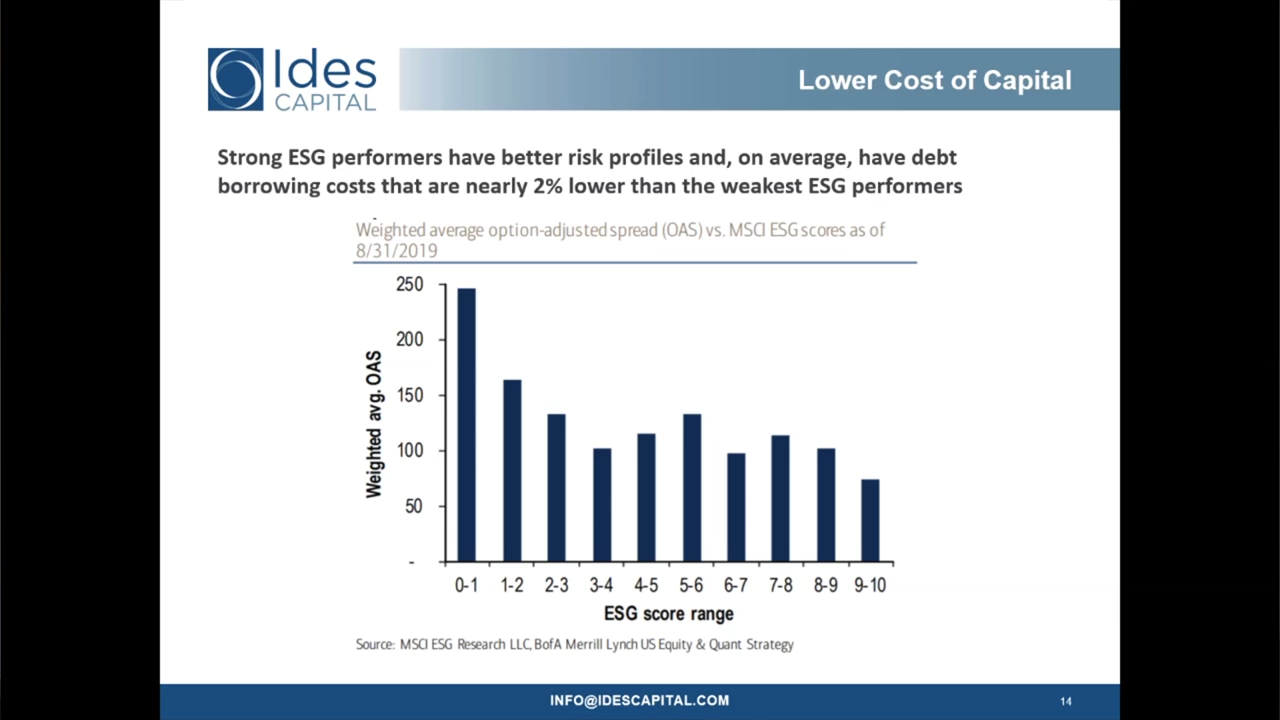 Ides
CAPITAL
Lower Cost of Capital
Strong ESG performers have better risk profiles and, on average, have debt
borrowing costs that are nearly 2% lower than the weakest ESG performers
Weighted average option-adjusted spread (OAS) vs. MSCI ESG scores as of
8/31/2019
Weighted avg. OAS
250
200
150
100
50
-
0-1 1-2 2-3 3-4 4-5 5-6 6-7 7-8 8-9 9-10
ESG score range
Source: MSCI ESG Research LLC, BofA Merrill Lynch US Equity & Quant Strategy
INFO@IDESCAPITAL.COM
14